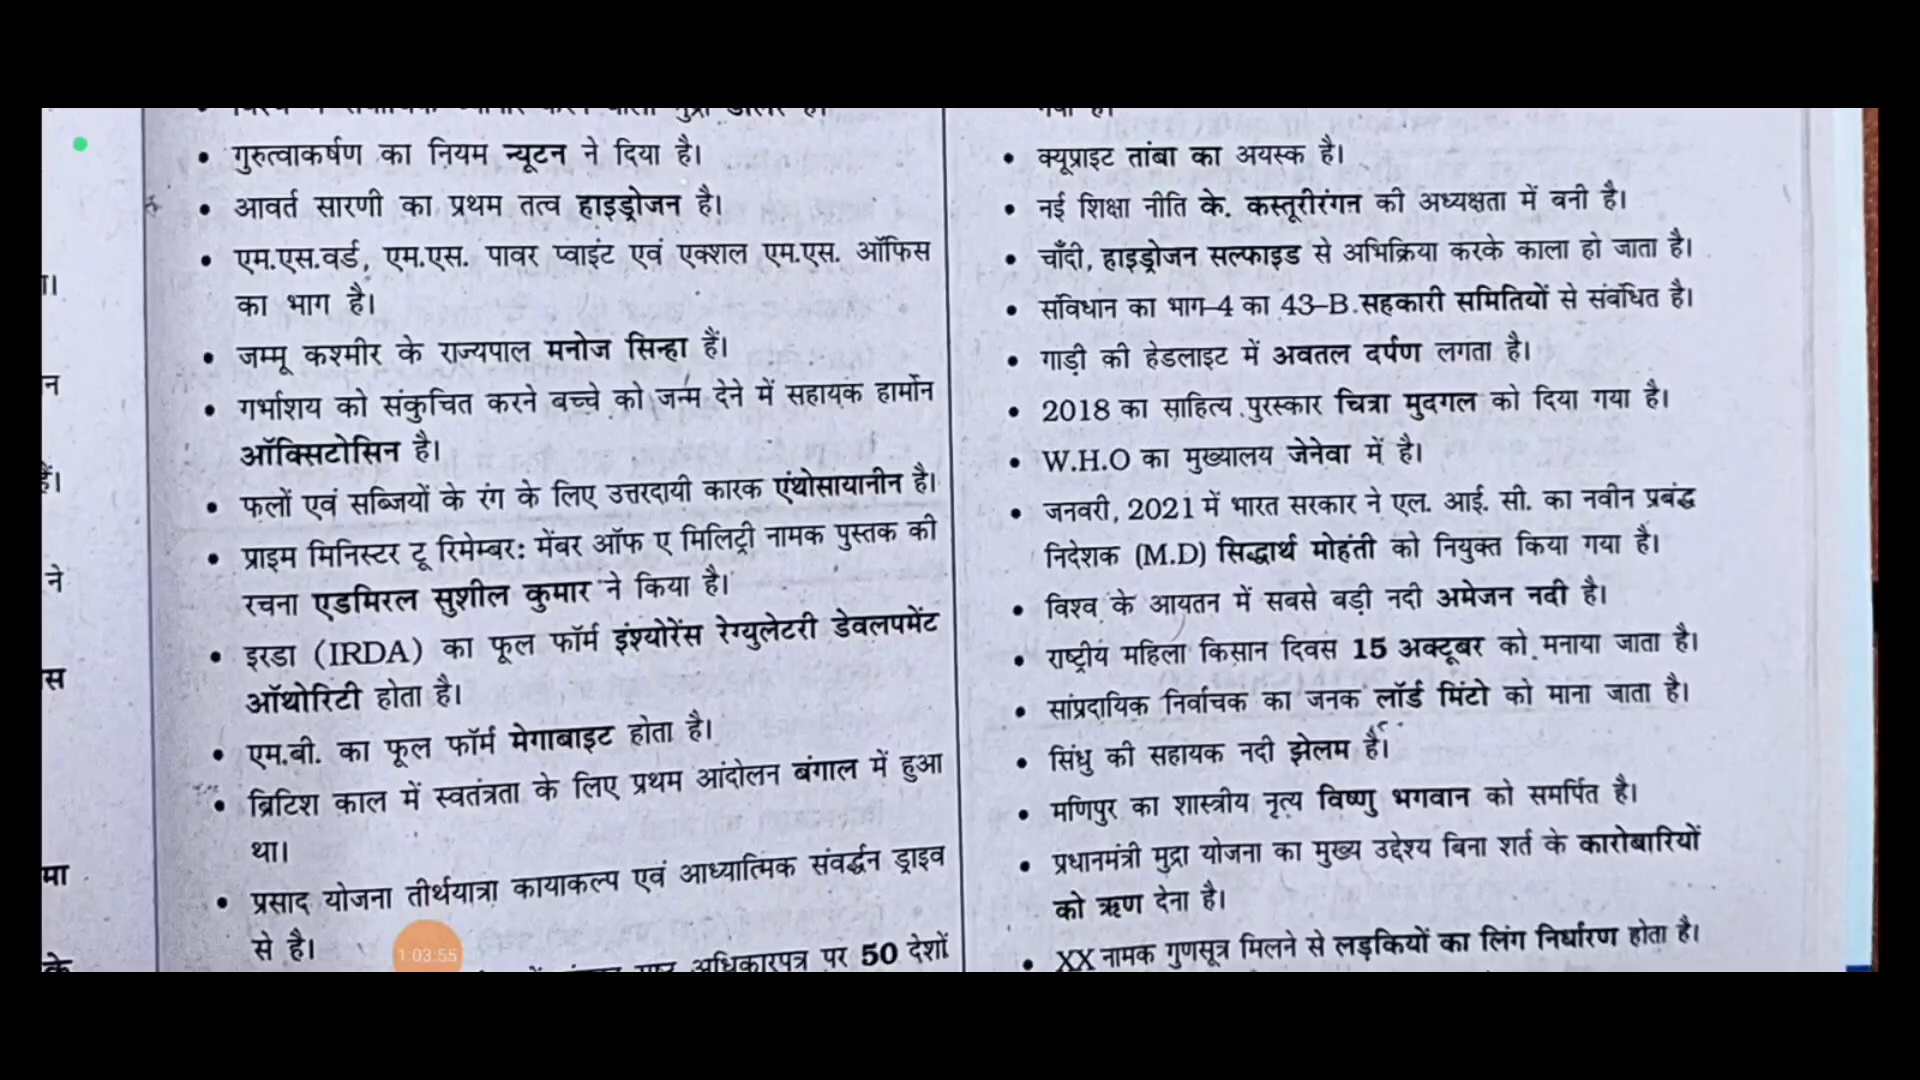 गुरुत्वाकर्षण का नियम न्यूटन ने दिया है।
आवर्त सारणी का प्रथम तत्व हाइड्रोजन है।
एम.एस.वर्ड, एम.एस. पावर प्वाइंट एवं एक्शल एम.एस. ऑफिस
का भाग है।
जम्मू कश्मीर के राज्यपाल मनोज सिन्हा हैं।
गर्भाशय को संकुचित करने बच्चे को जन्म देने में सहायक हार्मोन
ऑक्सिटोसिन है।
फलों एवं सब्जियों के रंग के लिए उत्तरदायी कारक एंथोसायानीन है।
प्राइम मिनिस्टर टू रिमेम्बर: मेंबर ऑफ ए मिलिट्री नामक पुस्तक की
रचना एडमिरल सुशील कुमार ने किया है।
इरडा (IRDA) का फूल फॉर्म इंश्योरेंस रेग्युलेटरी डेवलपमेंट
ऑथोरिटी होता है।
एम.बी. का फूल फॉर्म मेगाबाइट होता है।
ब्रिटिश काल में स्वतंत्रता के लिए प्रथम आंदोलन बंगाल में हुआ
था।
प्रसाद योजना तीर्थयात्रा कायाकल्प एवं आध्यात्मिक संवर्द्धन ड्राइव
से है।
अधिकारपत्र पर 50 देशों
1:03:55
क्यूप्राइट तांबा का अयस्क है।
नई शिक्षा नीति के. कस्तूरीरंगन की अध्यक्षता में बनी है।
चाँदी, हाइड्रोजन सल्फाइड से अभिक्रिया करके काला हो जाता है।
संविधान का भाग-4 का 43-B सहकारी समितियों से संबंधित है।
गाड़ी की हेडलाइट में अवतल दर्पण लगता है।
2018 का साहित्य पुरस्कार चित्रा मुदगल को दिया गया है।
W.H.O का मुख्यालय जेनेवा में है।
जनवरी, 2021 में भारत सरकार ने एल. आई. सी. का नवीन प्रबंध
निदेशक (M.D) सिद्धार्थ मोहंती को नियुक्त किया गया है।
विश्व के आयतन में सबसे बड़ी नदी अमेजन नदी है।
राष्ट्रीय महिला किसान दिवस 15 अक्टूबर को मनाया जाता है।
सांप्रदायिक निर्वाचक का जनक लॉर्ड मिंटो को माना जाता है।
सिंधु की सहायक नदी झेलम है।
मणिपुर का शास्त्रीय नृत्य विष्णु भगवान को समर्पित है।
प्रधानमंत्री मुद्रा योजना का मुख्य उद्देश्य बिना शर्त के कारोबारियों
को ऋण देना है।
XX नामक गुणसूत्र मिलने से लड़कियों का लिंग निर्धारण होता है।